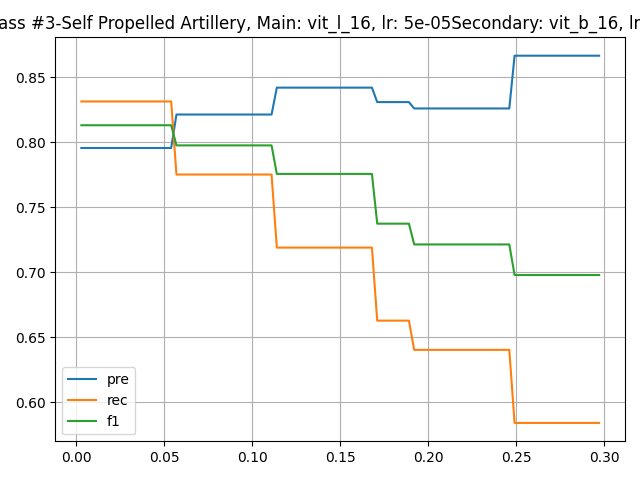 ass #3-Self Propelled Artillery, Main: vit_l_16, lr: 5e-05Secondary: vit_b_16, lr
0.85
0.80
0.75
0.70
0.65
0.60
pre
rec
f1
0.00 0.05 0.10 0.15 0.20 0.25 0.30